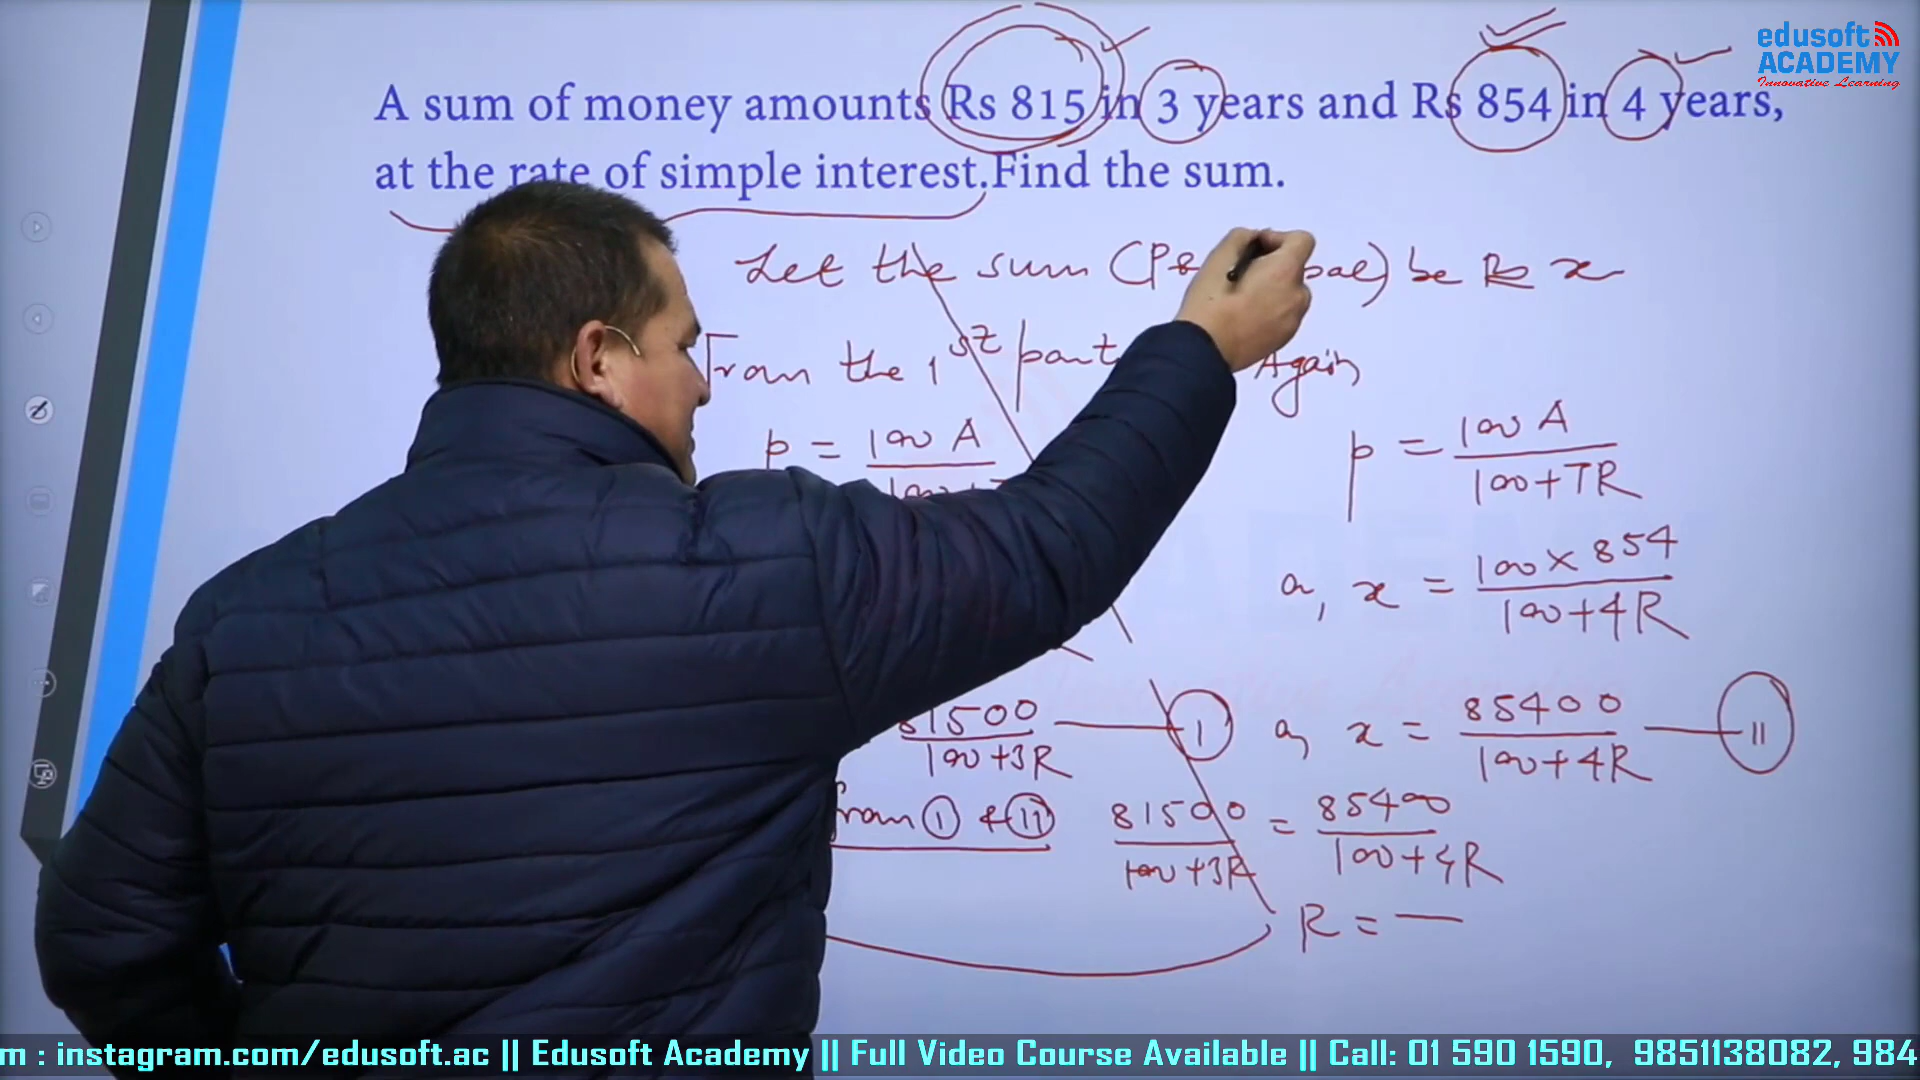 edusoft
ACADEMY
Innovative Learning
A sum of money amounts Rs 815 in 3 years and Rs 854 in 4 years,
at the rate of simple interest.Find the sum.
Let the sum be Rs x
From the 1st part
Again
p = 100 A
p = 100 A / 100+TR
or, x = 100 × 854 / 100+4R
81500 / 100+3R — I
or x = 85400 / 100+4R — II
from I & II 81500 / 100+3R = 85400 / 100+4R
R = —
m : instagram.com/edusoft.ac || Edusoft Academy || Full Video Course Available || Call: 01 590 1590, 9851138082, 984